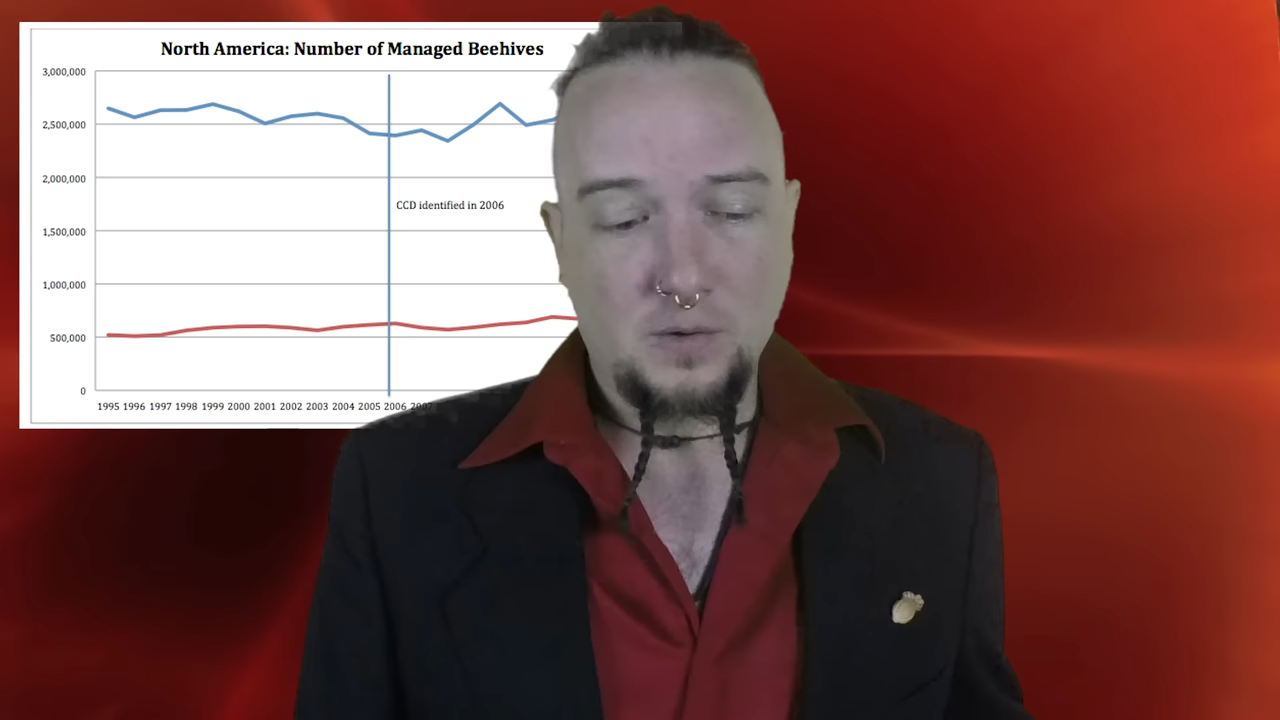 North America: Number of Managed Beehives
3,000,000
2,500,000
2,000,000
CCD identified in 2006
1,500,000
1,000,000
500,000
0
1995 1996 1997 1998 1999 2000 2001 2002 2003 2004 2005 2006 2007